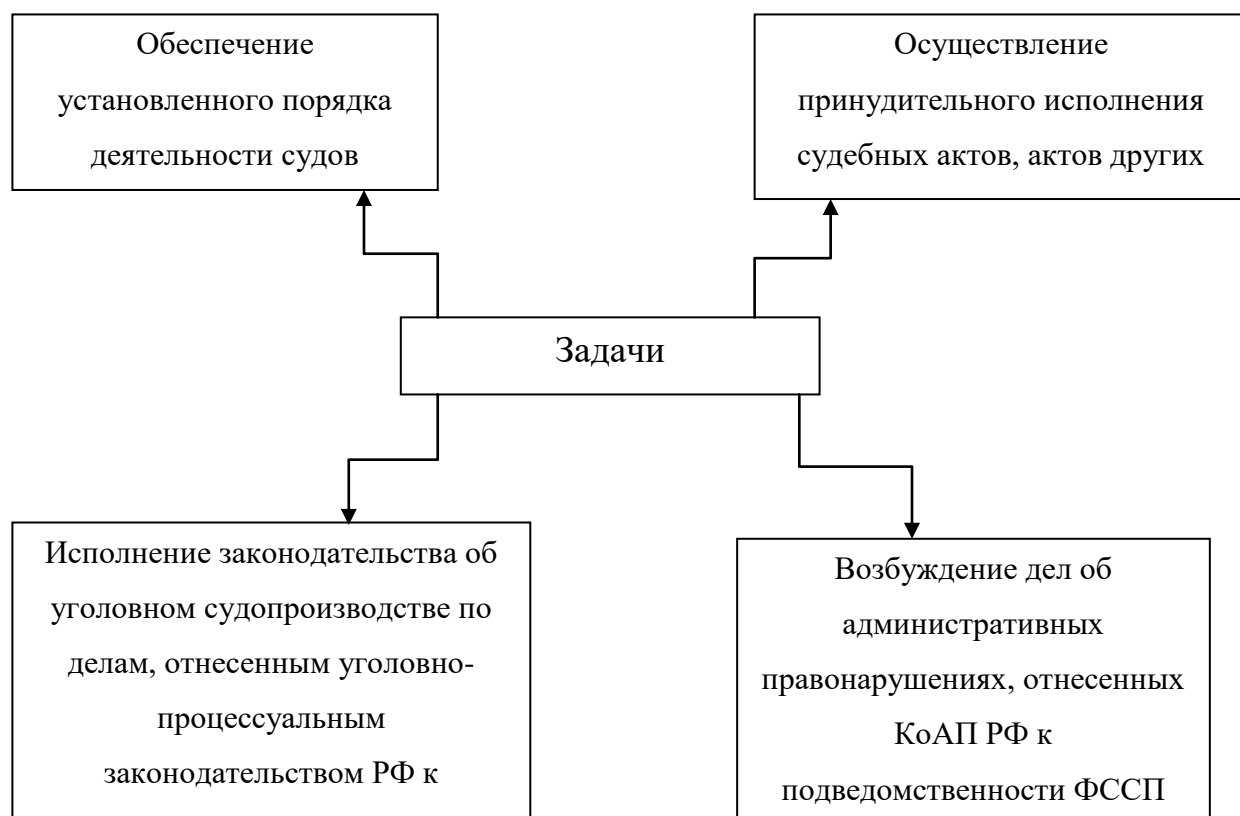 Обеспечение
установленного порядка
деятельности судов
Осуществление
принудительного исполнения
судебных актов, актов других
Задачи
Исполнение законодательства об
уголовном судопроизводстве по
делам, отнесенным уголовно-
процессуальным
законодательством РФ к
Возбуждение дел об
административных
правонарушениях, отнесенных
КоАП РФ к
подведомственности ФССП